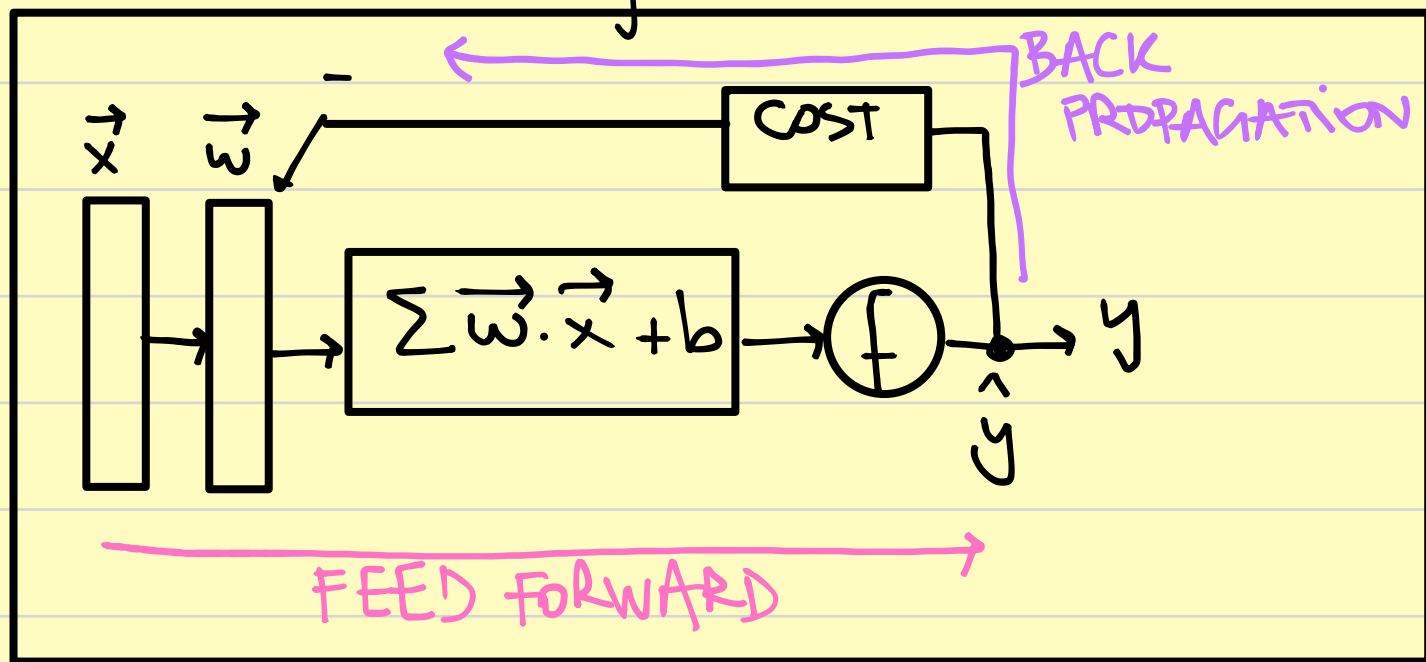 BACK
PROPAGATION
-
COST
x⃗ w⃗
Σ w⃗ · x⃗ + b
f
y
ŷ
FEED FORWARD